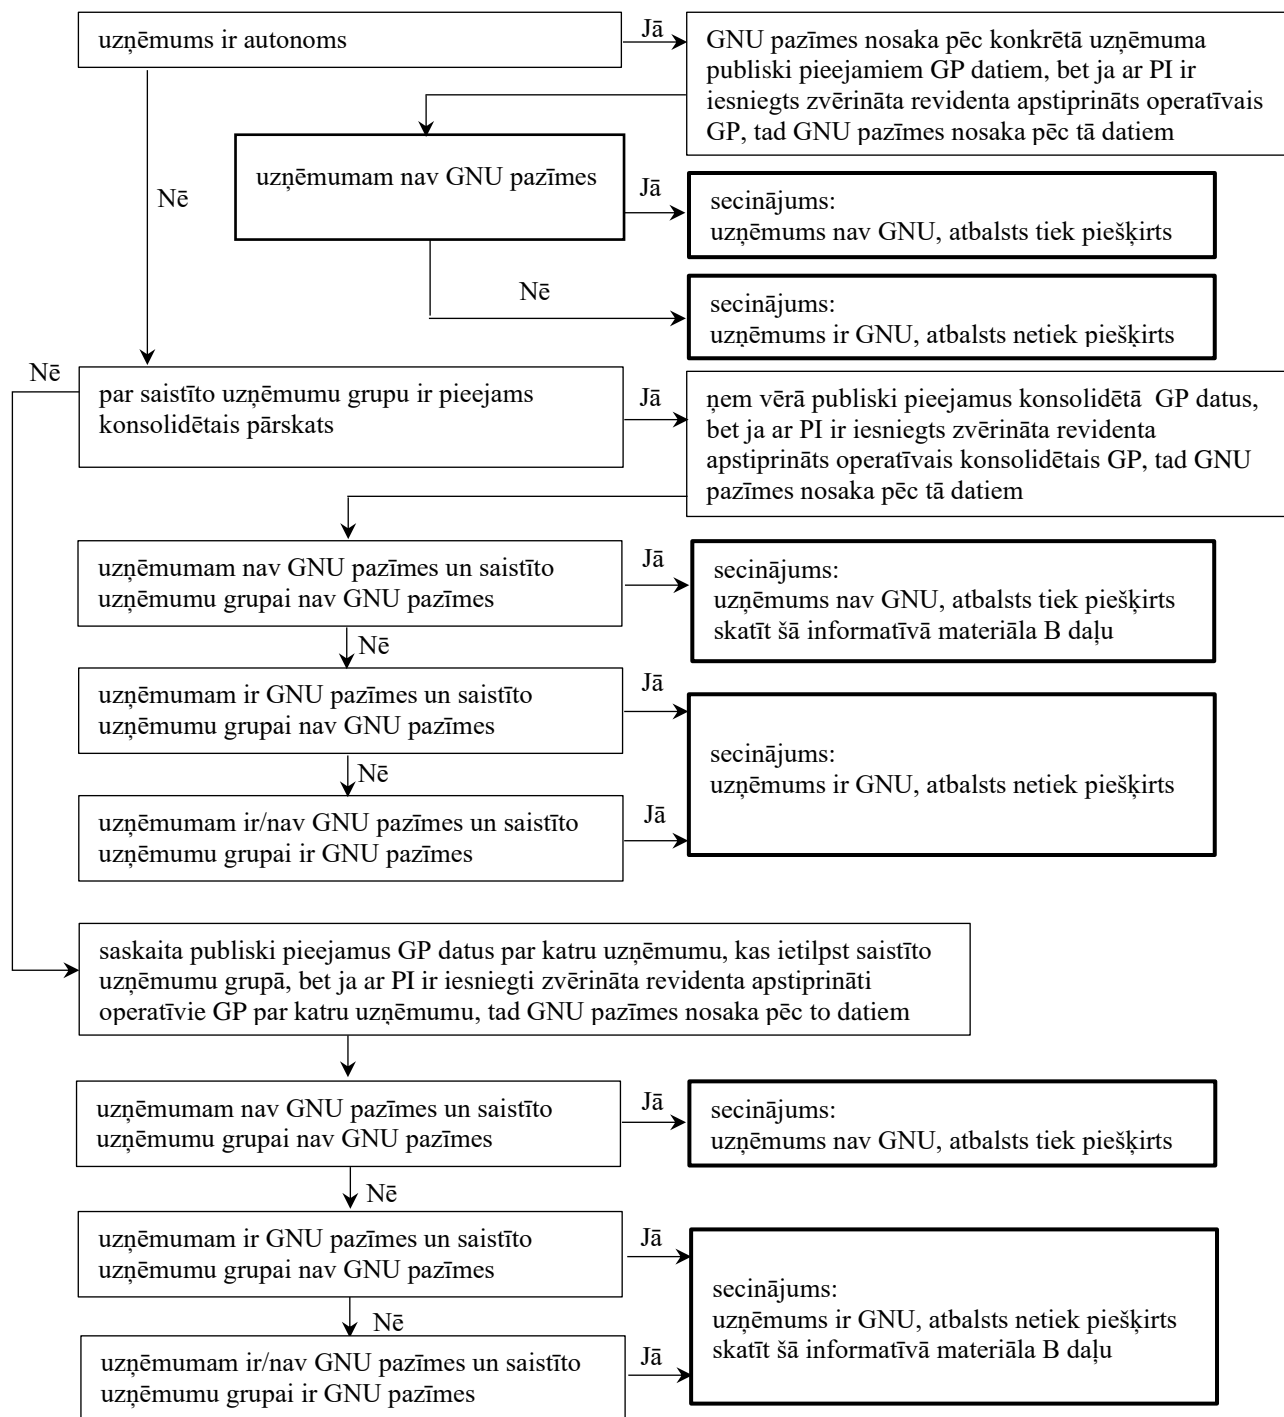 uzņēmums ir autonoms
Jā
GNU pazīmes nosaka pēc konkrētā uzņēmuma
publiski pieejamiem GP datiem, bet ja ar PI ir
iesniegts zvērināta revidenta apstiprināts operatīvais
GP, tad GNU pazīmes nosaka pēc tā datiem
Nē
uzņēmumam nav GNU pazīmes
Jā
secinājums:
uzņēmums nav GNU, atbalsts tiek piešķirts
Nē
secinājums:
uzņēmums ir GNU, atbalsts netiek piešķirts
Nē
par saistīto uzņēmumu grupu ir pieejams
konsolidētais pārskats
Jā
ņem vērā publiski pieejamus konsolidētā GP datus,
bet ja ar PI ir iesniegts zvērināta revidenta
apstiprināts operatīvais konsolidētais GP, tad GNU
pazīmes nosaka pēc tā datiem
uzņēmumam nav GNU pazīmes un saistīto
uzņēmumu grupai nav GNU pazīmes
Jā
secinājums:
uzņēmums nav GNU, atbalsts tiek piešķirts
skatīt šā informatīvā materiāla B daļu
Nē
uzņēmumam ir GNU pazīmes un saistīto
uzņēmumu grupai nav GNU pazīmes
Jā
secinājums:
uzņēmums ir GNU, atbalsts netiek piešķirts
Nē
uzņēmumam ir/nav GNU pazīmes un saistīto
uzņēmumu grupai ir GNU pazīmes
Jā
saskaita publiski pieejamus GP datus par katru uzņēmumu, kas ietilpst saistīto
uzņēmumu grupā, bet ja ar PI ir iesniegti zvērināta revidenta apstiprināti
operatīvie GP par katru uzņēmumu, tad GNU pazīmes nosaka pēc to datiem
uzņēmumam nav GNU pazīmes un saistīto
uzņēmumu grupai nav GNU pazīmes
Jā
secinājums:
uzņēmums nav GNU, atbalsts tiek piešķirts
Nē
uzņēmumam ir GNU pazīmes un saistīto
uzņēmumu grupai nav GNU pazīmes
Jā
secinājums:
uzņēmums ir GNU, atbalsts netiek piešķirts
skatīt šā informatīvā materiāla B daļu
Nē
uzņēmumam ir/nav GNU pazīmes un saistīto
uzņēmumu grupai ir GNU pazīmes
Jā